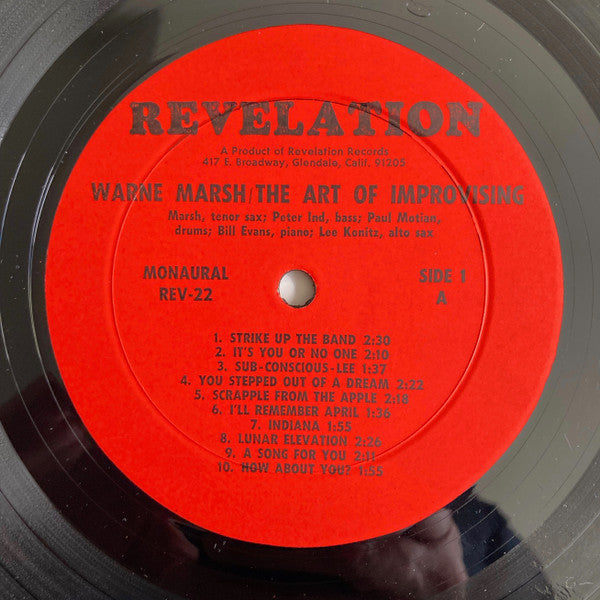 REVELATION
A Product of Revelation Records
417 E. Broadway, Glendale, Calif. 91205
WARNE MARSH/THE ART OF IMPROVISING
Marsh, tenor sax; Peter Ind, bass; Paul Motian,
drums; Bill Evans, piano; Lee Konitz, alto sax
MONAURAL
REV-22
SIDE 1
A
1. STRIKE UP THE BAND 2:30
2. IT'S YOU OR NO ONE 2:10
3. SUB-CONSCIOUS-LEE 1:37
4. YOU STEPPED OUT OF A DREAM 2:22
5. SCRAPPLE FROM THE APPLE 2:18
6. I'LL REMEMBER APRIL 1:36
7. INDIANA 1:55
8. LUNAR ELEVATION 2:26
9. A SONG FOR YOU 2:11
10. HOW ABOUT YOU? 1:55